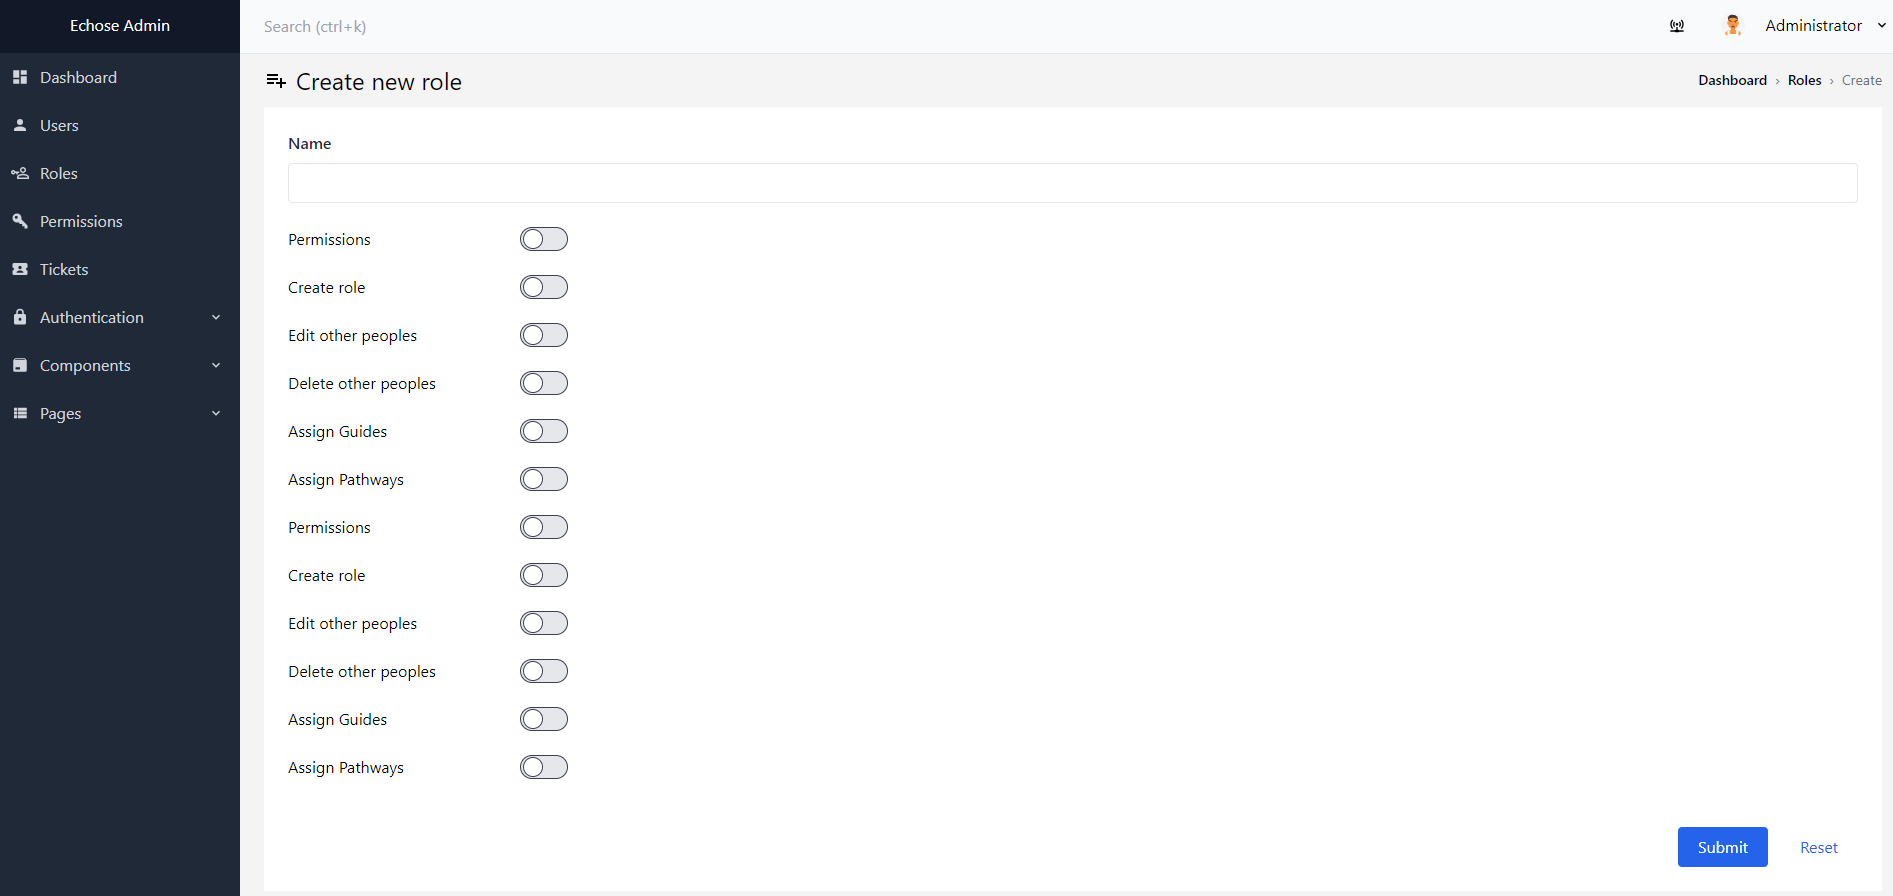 Echose Admin
Search (ctrl+k)
Administrator
Dashboard
Users
Roles
Permissions
Tickets
Authentication
Components
Pages
Create new role
Dashboard › Roles › Create
Name
Permissions
Create role
Edit other peoples
Delete other peoples
Assign Guides
Assign Pathways
Permissions
Create role
Edit other peoples
Delete other peoples
Assign Guides
Assign Pathways
Submit
Reset